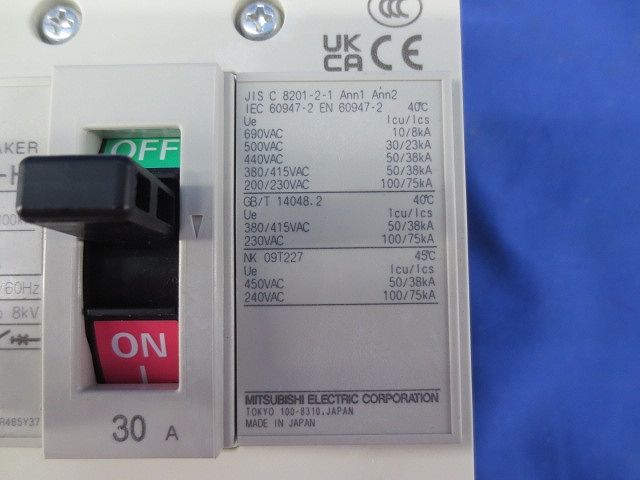 UK
CA CE
AKER
-H
/60Hz
8kV
R465Y37
OFF
ON
I
30 A
JIS C 8201-2-1 Ann1 Ann2
IEC 60947-2 EN 60947-2 40℃
Ue Icu/Ics
690VAC 10/8kA
500VAC 30/23kA
440VAC 50/38kA
380/415VAC 50/38kA
200/230VAC 100/75kA
GB/T 14048.2 40℃
Ue Icu/Ics
380/415VAC 50/38kA
230VAC 100/75kA
NK 09T227 45℃
Ue Icu/Ics
450VAC 50/38kA
240VAC 100/75kA
MITSUBISHI ELECTRIC CORPORATION
TOKYO 100-8310, JAPAN
MADE IN JAPAN